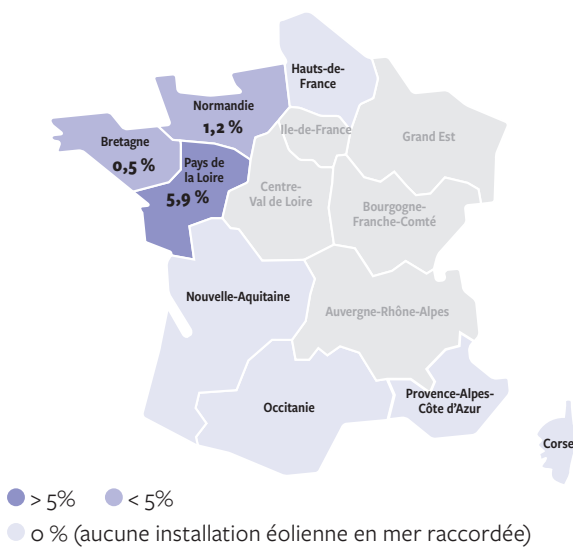 Hauts-de-
France
Normandie
1,2 %
Ile-de-France
Grand Est
Bretagne
0,5 %
Pays de
la Loire
5,9 %
Centre-
Val de Loire
Bourgogne-
Franche-Comté
Nouvelle-Aquitaine
Auvergne-Rhône-Alpes
Occitanie
Provence-Alpes-
Côte d'Azur
Corse
> 5% < 5%
0 % (aucune installation éolienne en mer raccordée)